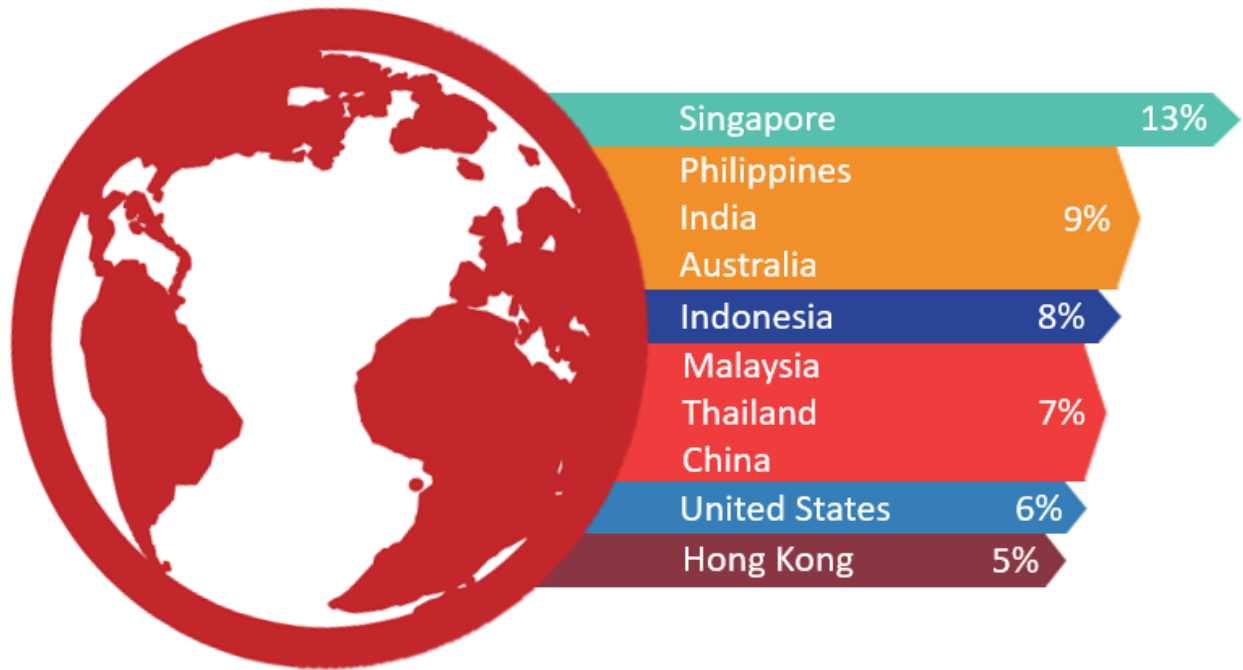 Singapore 13%
Philippines
India 9%
Australia
Indonesia 8%
Malaysia
Thailand 7%
China
United States 6%
Hong Kong 5%